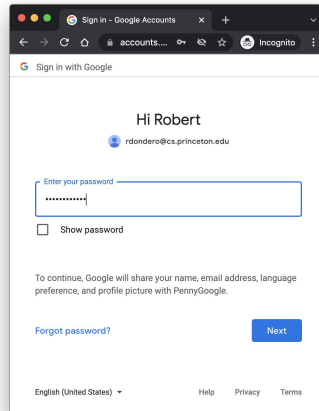 Sign in - Google Accounts
accounts....
Incognito
Sign in with Google
Hi Robert
rdondero@cs.princeton.edu
Enter your password
••••••••••••
Show password
To continue, Google will share your name, email address, language
preference, and profile picture with PennyGoogle.
Forgot password?
Next
English (United States)
Help Privacy Terms